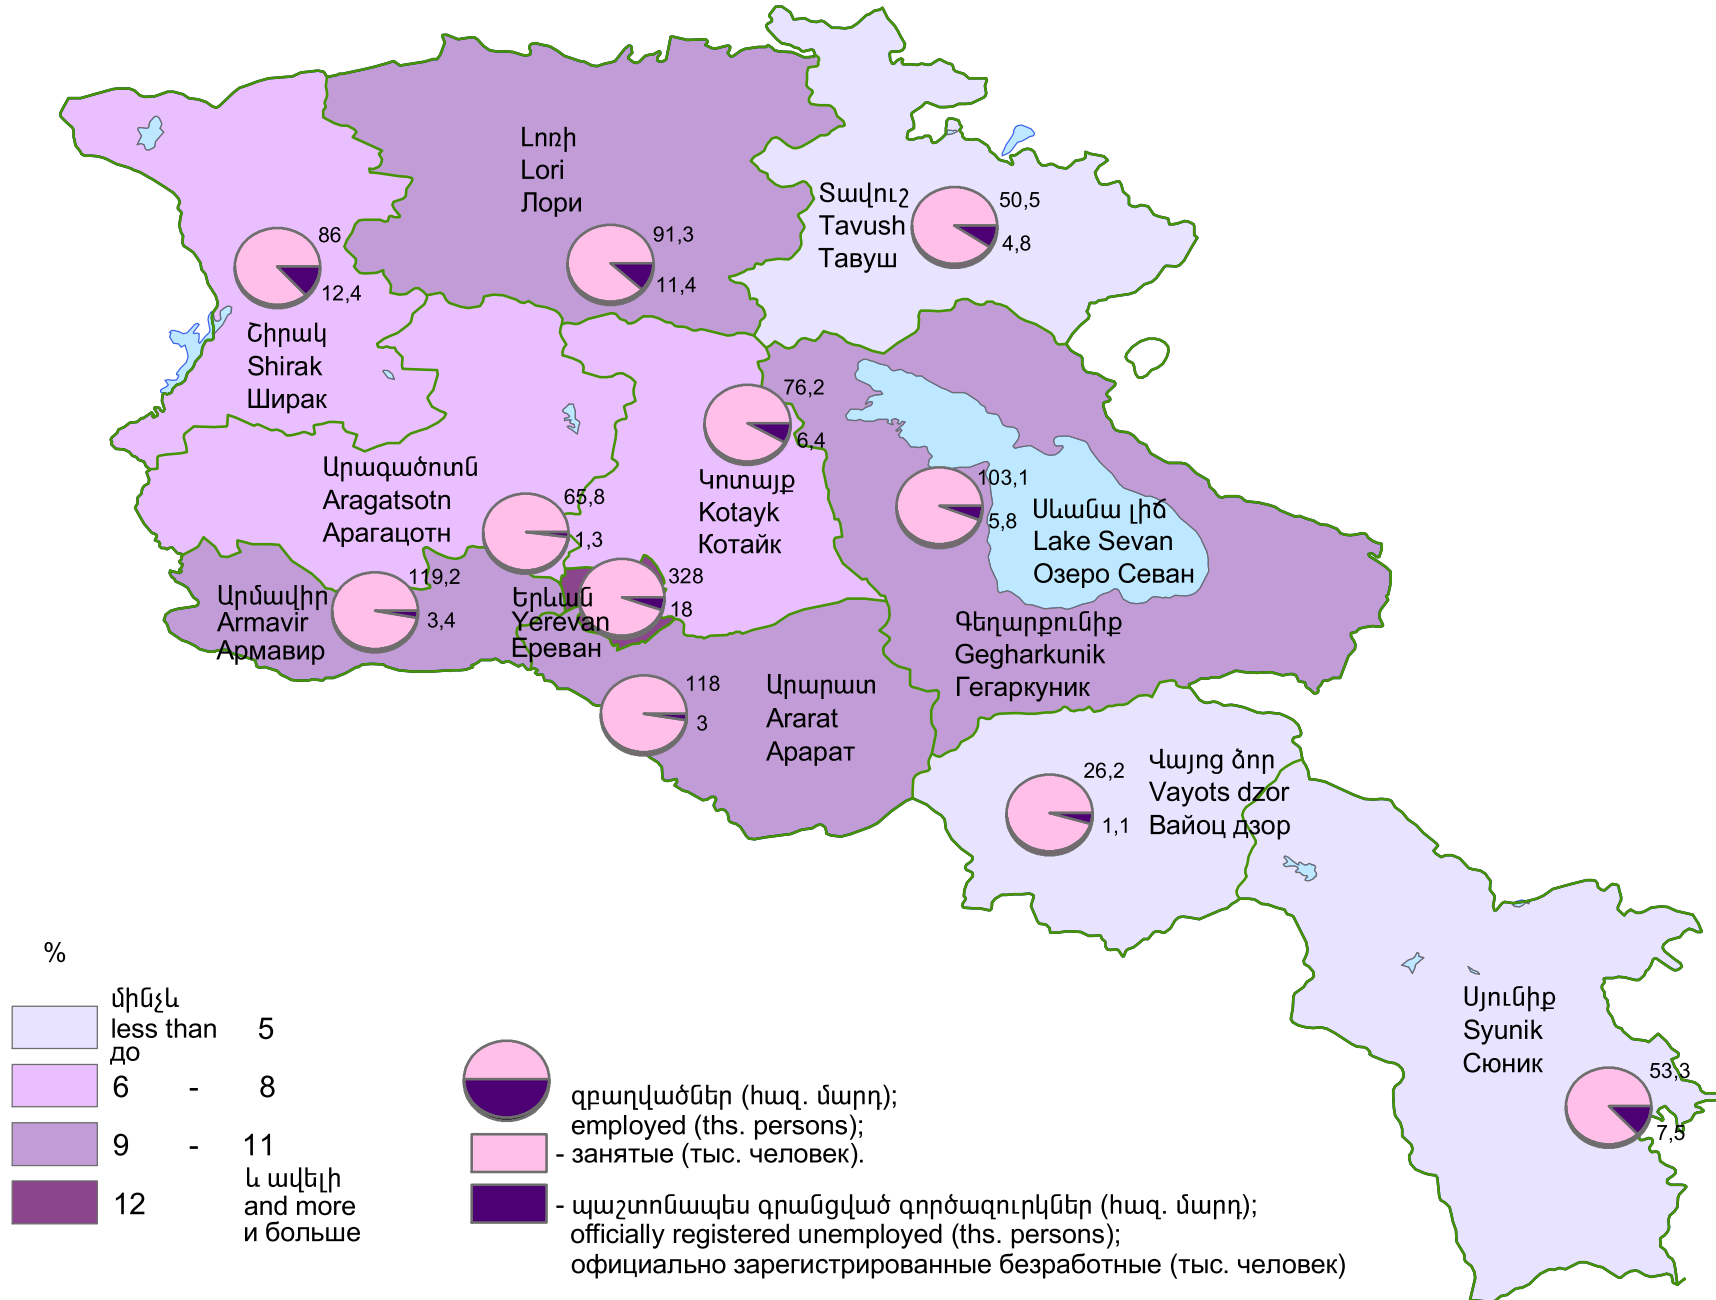 Լոռի
Lori
Лори
91,3
11,4
Տավուշ
Tavush
Тавуш
50,5
4,8
86
12,4
Շիրակ
Shirak
Ширак
76,2
6,4
Կոտայք
Kotayk
Котайк
Արագածոտն
Aragatsotn
Арагацотн
65,8
1,3
103,1
5,8
Սևանա լիճ
Lake Sevan
Озеро Севан
Արմավիր
Armavir
Армавир
119,2
3,4
Երևան
Yerevan
Ереван
328
18
Գեղարքունիք
Gegharkunik
Гегаркуник
118
3
Արարատ
Ararat
Арарат
26,2
1,1
Վայոց ձոր
Vayots dzor
Вайоц дзор
Սյունիք
Syunik
Сюник
53,3
7,5
%
մինչև
less than 5
до
6 - 8
9 - 11
12 և ավելի
and more
и больше
զբաղվածներ (հազ. մարդ);
employed (ths. persons);
- занятые (тыс. человек).
- պաշտոնապես գրանցված գործազուրկներ (հազ. մարդ);
officially registered unemployed (ths. persons);
официально зарегистрированные безработные (тыс. человек)